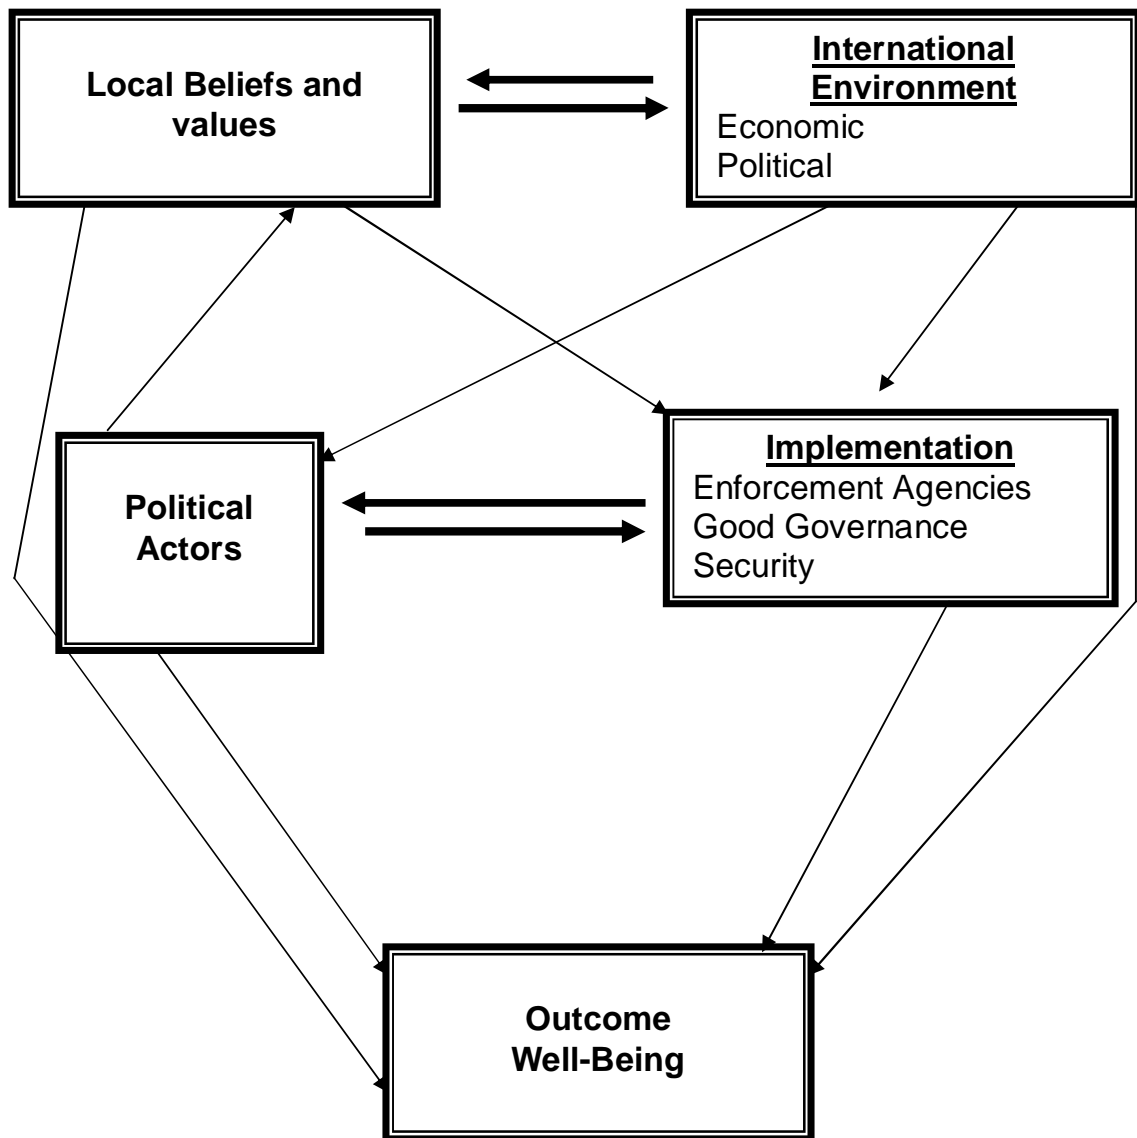 Local Beliefs and
values
International
Environment
Economic
Political
Political
Actors
Implementation
Enforcement Agencies
Good Governance
Security
Outcome
Well-Being